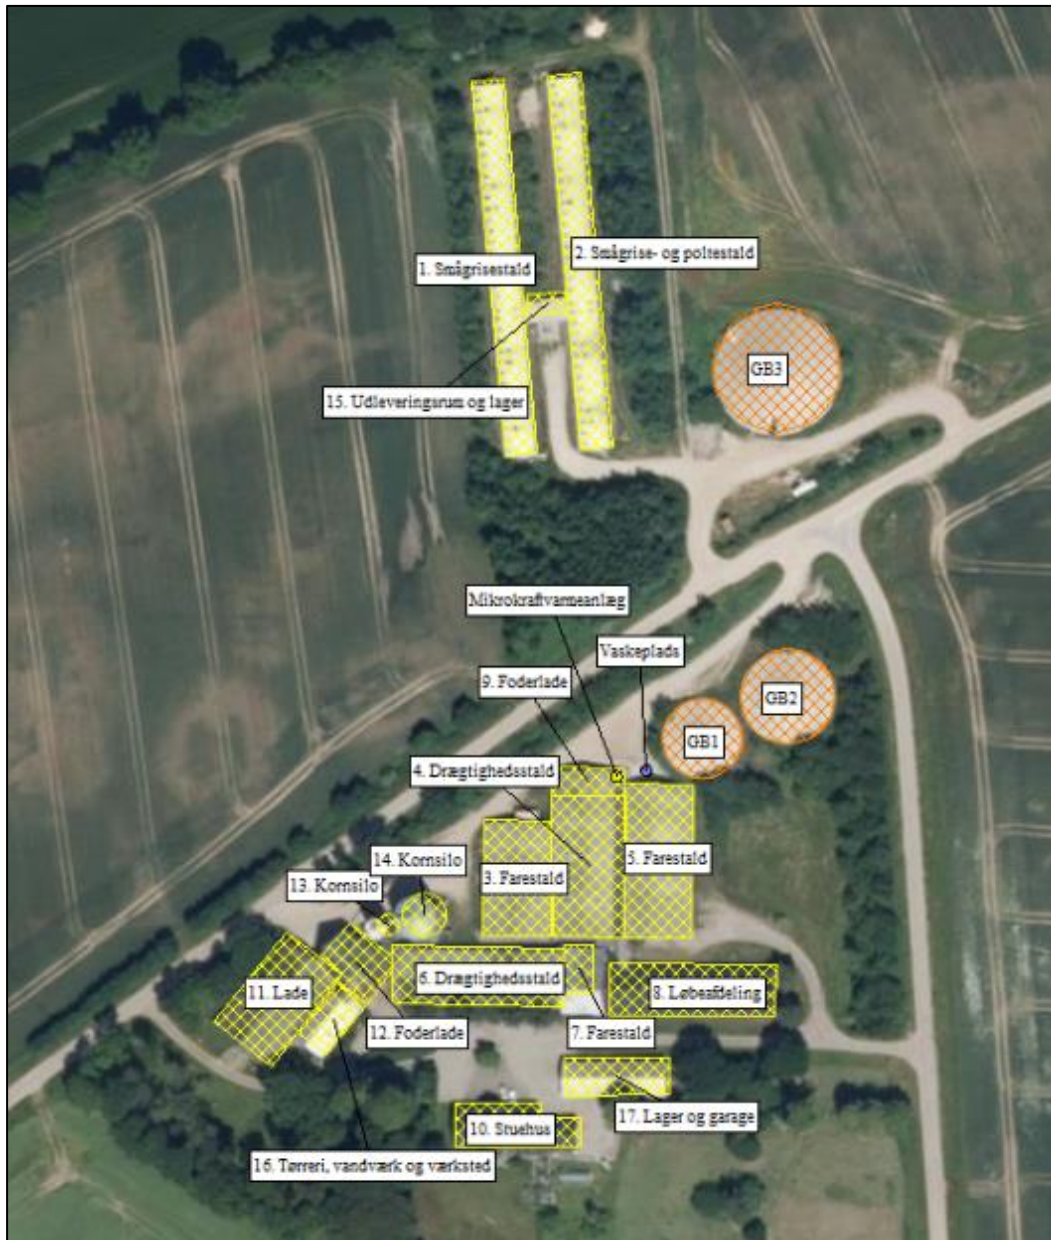 2. Smågrise- og poltestald
1. Smågrisestald
GB3
15. Udleveringsrum og lager
Mikrokraftvarmeanlæg
Vaskeplads
9. Foderlade
GB2
GB1
4. Drægtighedsstald
14. Kornsilo
3. Farestald
5. Farestald
13. Kornsilo
6. Drægtighedsstald
11. Lade
8. Løbeafdeling
12. Foderlade
7. Farestald
17. Lager og garage
10. Stuehus
16. Tørreri, vandværk og værksted